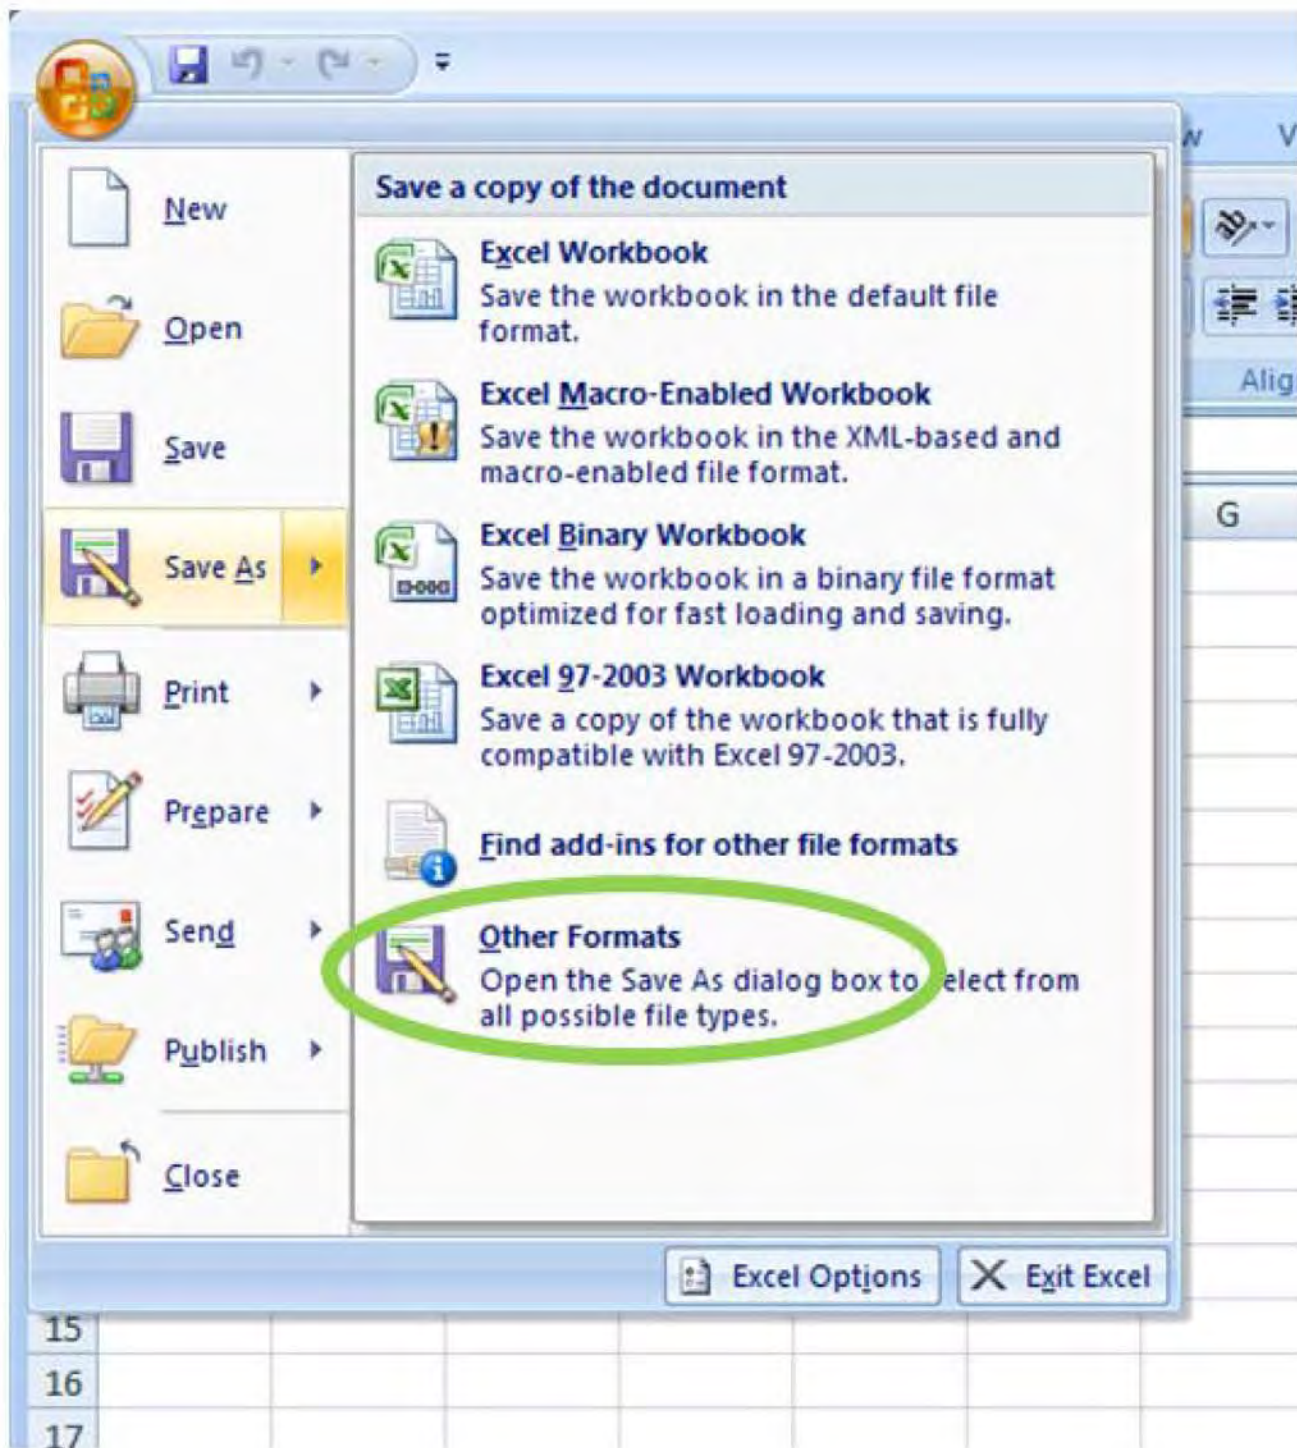 w
V
New
Open
Save
Save As
Print
Prepare
Send
Publish
Close
Save a copy of the document
Excel Workbook
Save the workbook in the default file
format.
Excel Macro-Enabled Workbook
Save the workbook in the XML-based and
macro-enabled file format.
Excel Binary Workbook
Save the workbook in a binary file format
optimized for fast loading and saving.
Excel 97-2003 Workbook
Save a copy of the workbook that is fully
compatible with Excel 97-2003.
Find add-ins for other file formats
Other Formats
Open the Save As dialog box to select from
all possible file types.
Excel Options
Exit Excel
ab
Alig
G
15
16
17